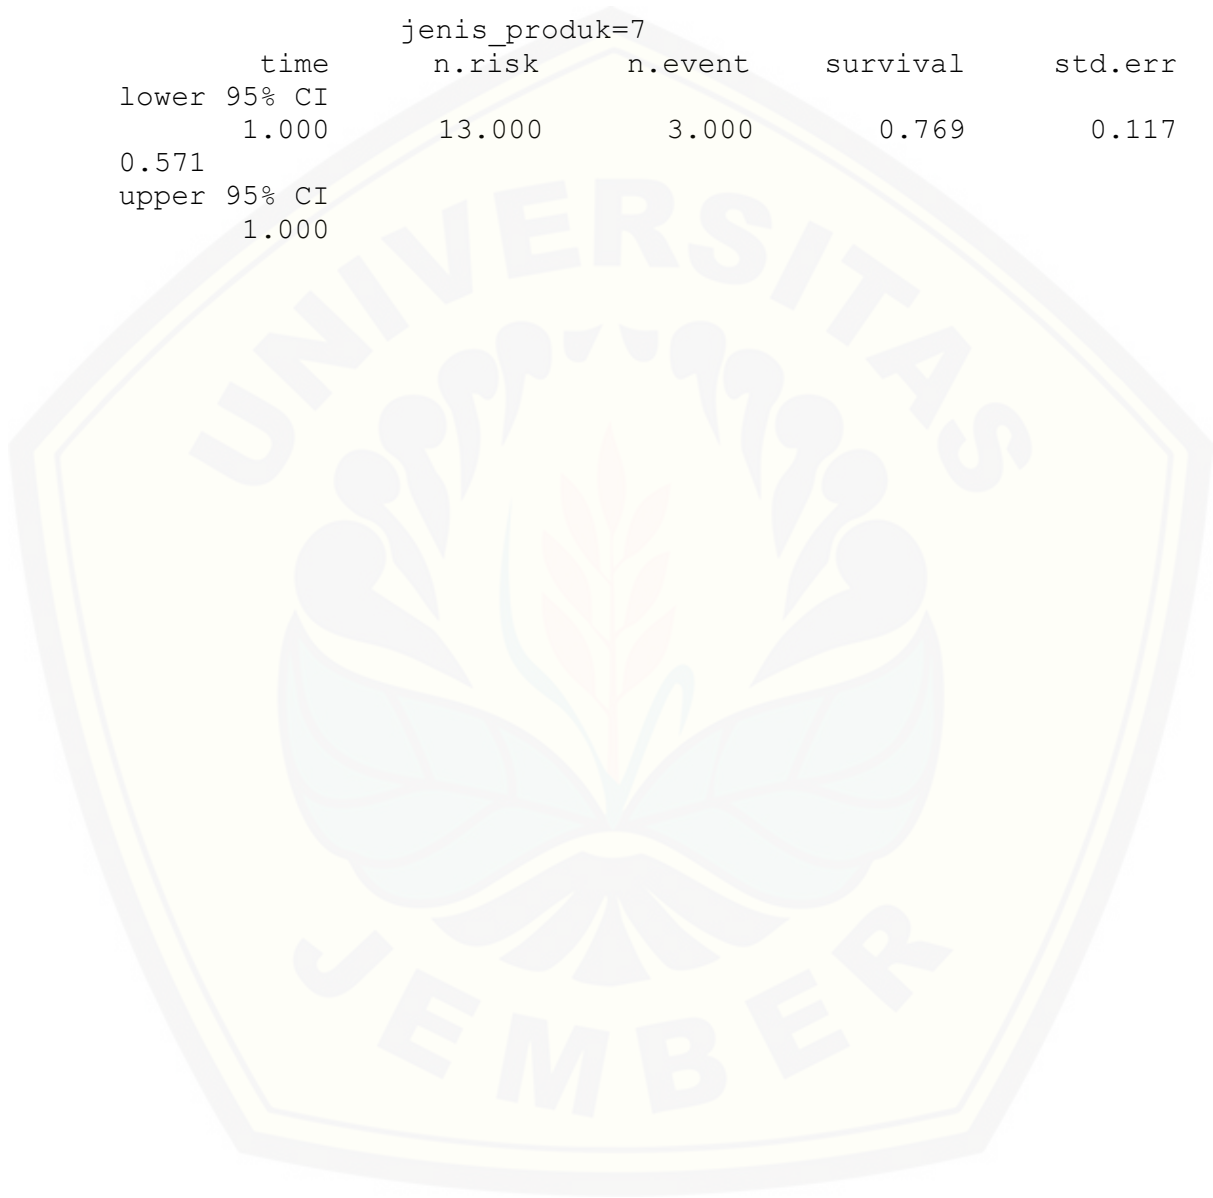 jenis_produk=7
time n.risk n.event survival std.err
lower 95% CI
1.000 13.000 3.000 0.769 0.117
0.571
upper 95% CI
1.000
UNIVERSITAS
JEMBER